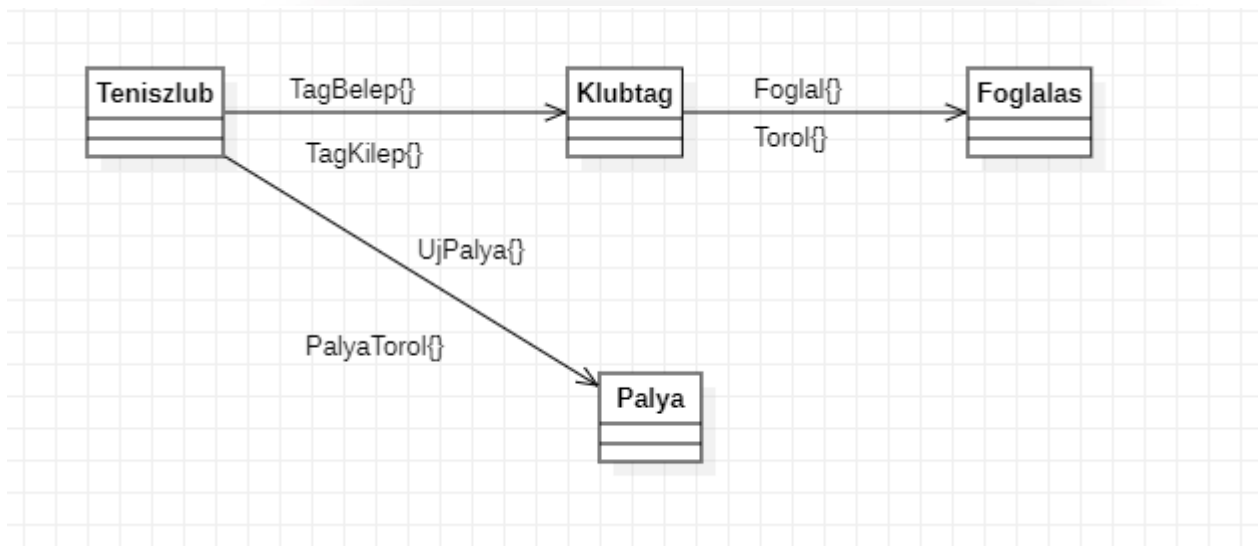 Teniszlub
TagBelep{}
TagKilep{}
Klubtag
Foglal{}
Torol{}
Foglalas
UjPalya{}
PalyaTorol{}
Palya